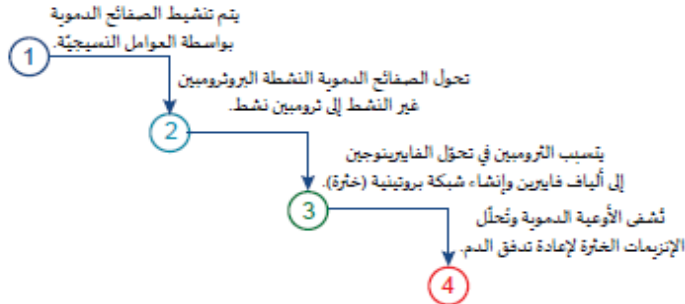 يتم تنشيط الصفائح الدموية
بواسطة العوامل النسيجيّة.
1
تحول الصفائح الدموية النشطة البروثرومبين
غير النشط إلى ثرومبين نشط.
2
يتسبب الثرومبين في تحوّل الفايبرينوجين
إلى ألياف فايبرين وإنشاء شبكة بروتينية (خثرة).
3
تُشفى الأوعية الدموية وتُحلّل
الإنزيمات الخثرة لإعادة تدفق الدم.
4